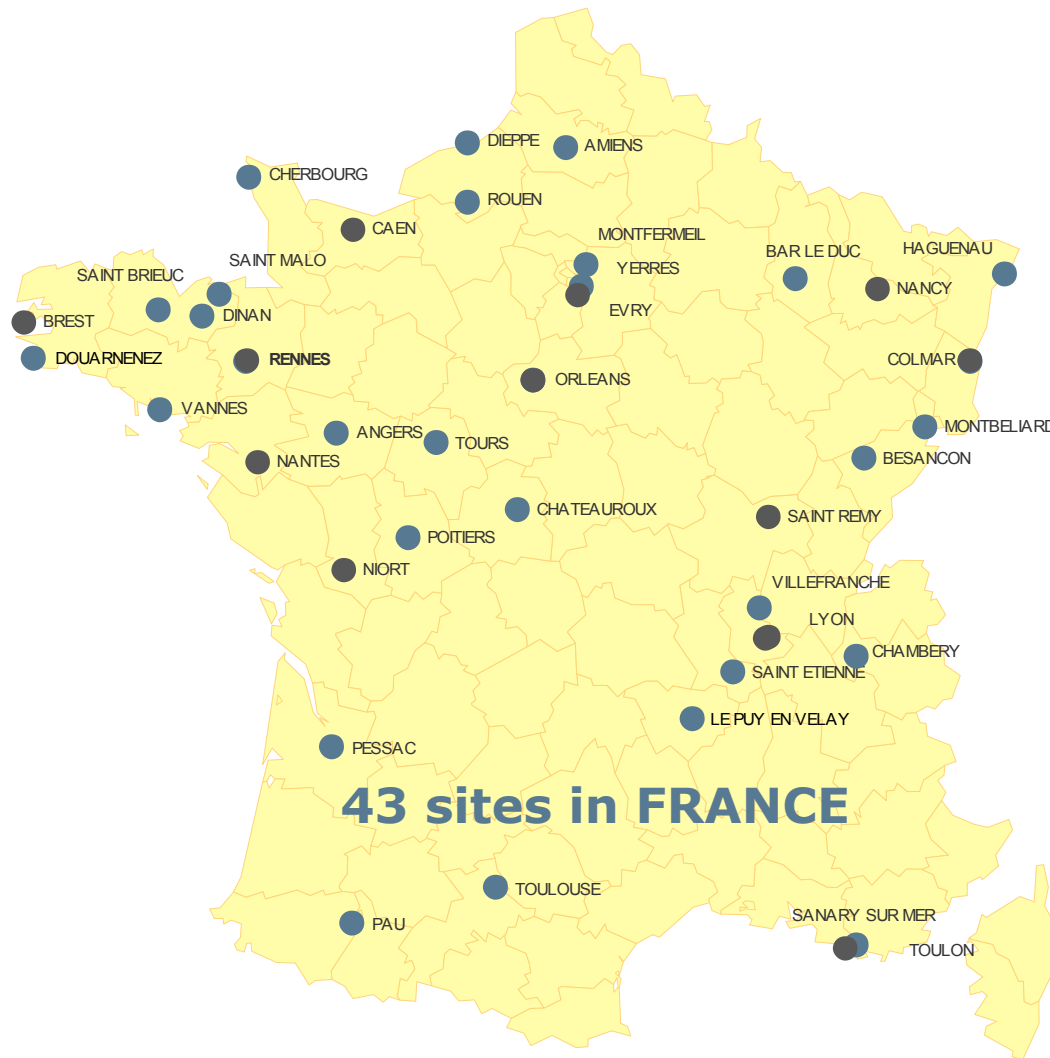 DIEPPE
AMIENS
CHERBOURG
ROUEN
CAEN
MONTFERMEIL
SAINT MALO
BAR LE DUC
HAGUENAU
YERRES
SAINT BRIEUC
NANCY
EVRY
DINAN
BREST
DOUARNENEZ
RENNES
COLMAR
ORLEANS
VANNES
MONTBELIARD
ANGERS
TOURS
NANTES
BESANCON
CHATEAUROUX
SAINT REMY
POITIERS
NIORT
VILLEFRANCHE
LYON
CHAMBERY
SAINT ETIENNE
LE PUY EN VELAY
PESSAC
43 sites in FRANCE
TOULOUSE
SANARY SUR MER
PAU
TOULON